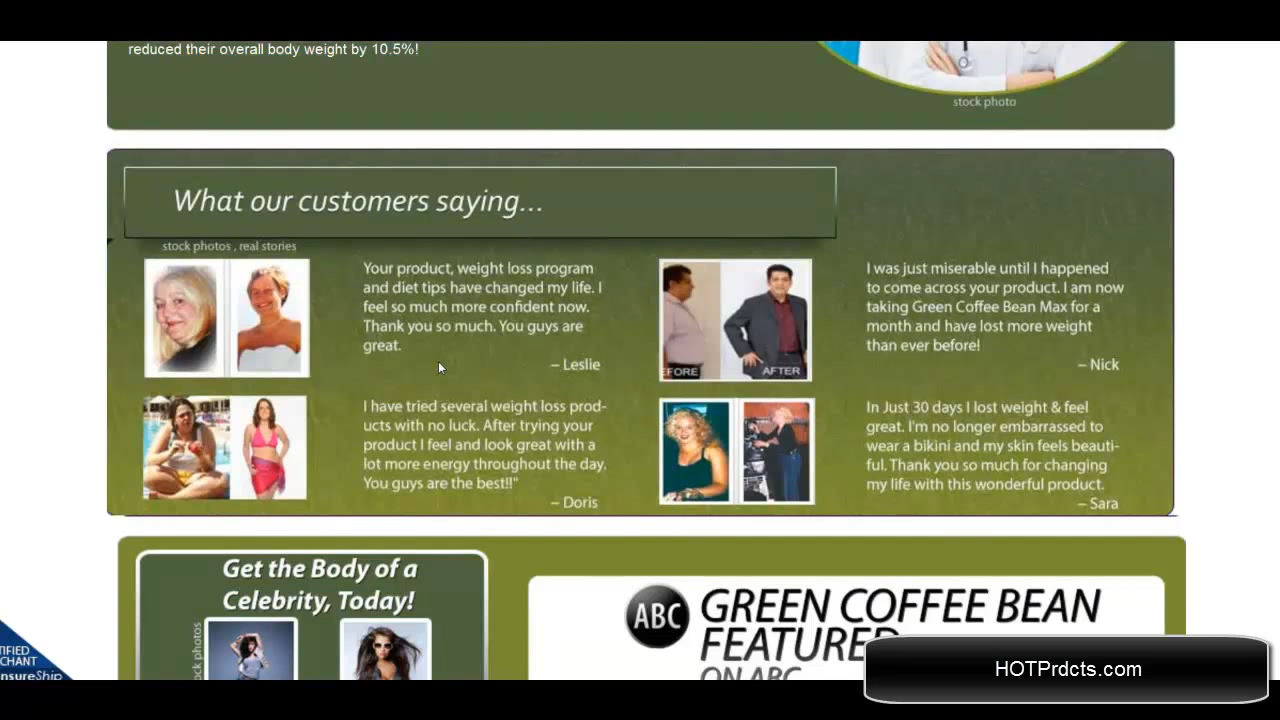 reduced their overall body weight by 10.5%!
stock photo
What our customers saying...
stock photos , real stories
Your product, weight loss program
and diet tips have changed my life. I
feel so much more confident now.
Thank you so much. You guys are
great.
– Leslie
EFORE
AFTER
I was just miserable until I happened
to come across your product. I am now
taking Green Coffee Bean Max for a
month and have lost more weight
than ever before!
– Nick
I have tried several weight loss prod-
ucts with no luck. After trying your
product I feel and look great with a
lot more energy throughout the day.
You guys are the best!!"
– Doris
In Just 30 days I lost weight & feel
great. I'm no longer embarrassed to
wear a bikini and my skin feels beauti-
ful. Thank you so much for changing
my life with this wonderful product.
– Sara
Get the Body of a
Celebrity, Today!
ck photos
ABC
GREEN COFFEE BEAN
FEATURED
ON ABC
TIFIED
CHANT
nsureShip
HOTPrdcts.com